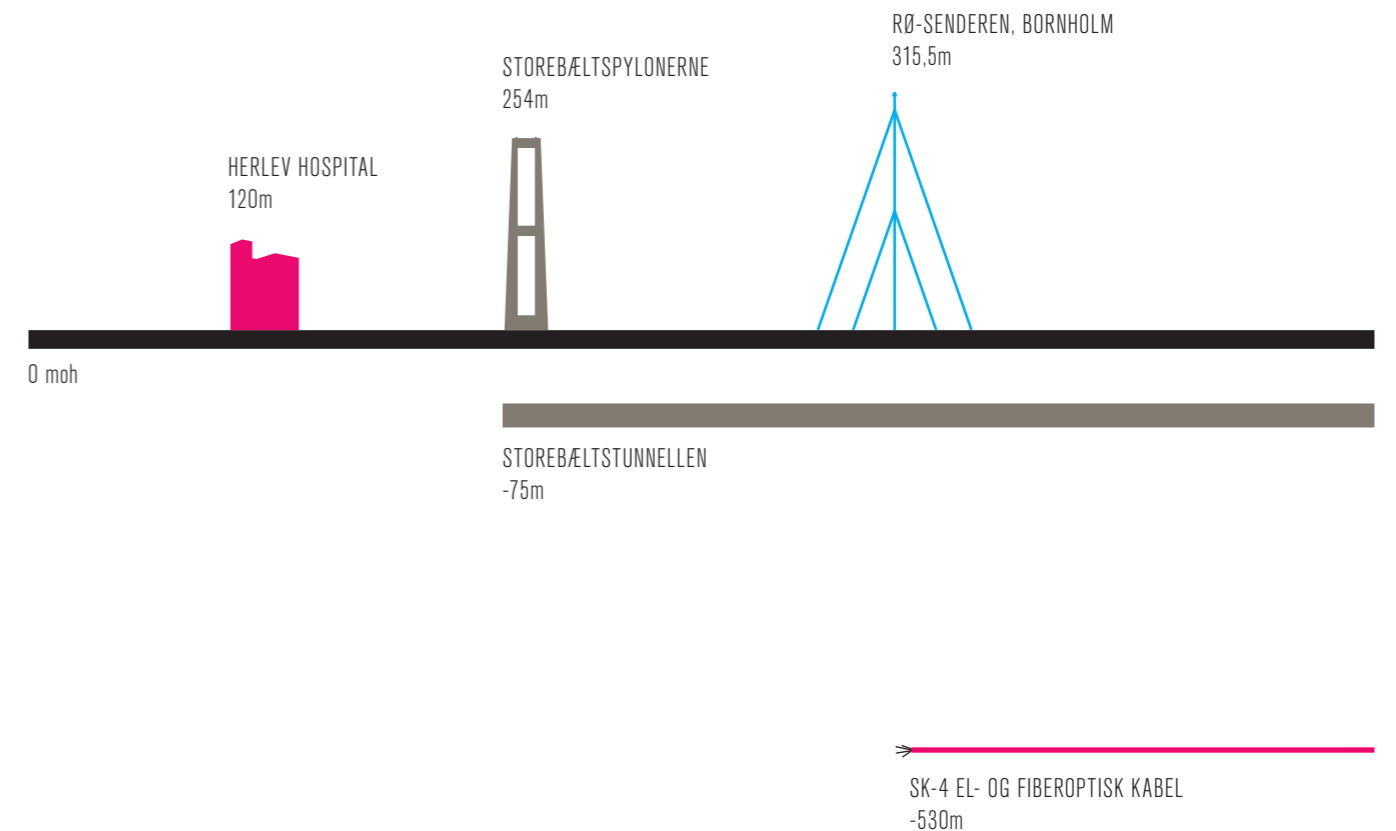 RØ-SENDEREN, BORNHOLM
315,5m
STOREBÆLTSPYLONERNE
254m
HERLEV HOSPITAL
120m
0 moh
STOREBÆLTSTUNNELLEN
-75m
SK-4 EL- OG FIBEROPTISK KABEL
-530m